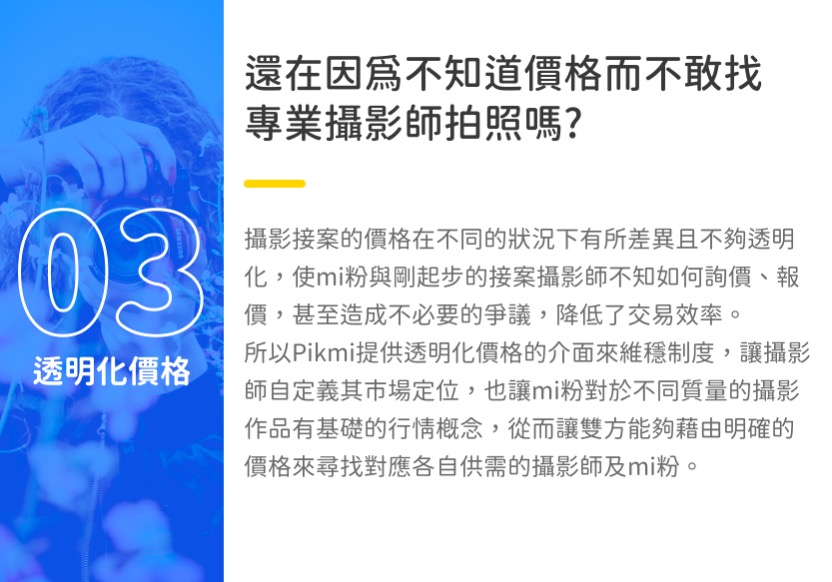 還在因爲不知道價格而不敢找
專業攝影師拍照嗎?
03
透明化價格
攝影接案的價格在不同的狀況下有所差異且不夠透明
化，使mi粉與剛起步的接案攝影師不知如何詢價、報
價，甚至造成不必要的爭議，降低了交易效率。
所以Pikmi提供透明化價格的介面來維穩制度，讓攝影
師自定義其市場定位，也讓mi粉對於不同質量的攝影
作品有基礎的行情概念，從而讓雙方能夠藉由明確的
價格來尋找對應各自供需的攝影師及mi粉。